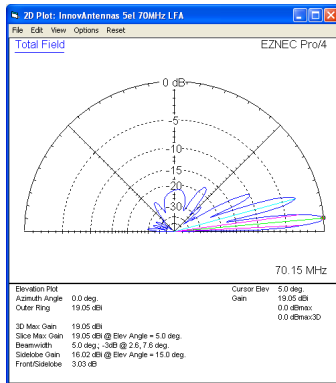 2D Plot: InnovAntennas 5el 70MHz LFA
File Edit View Options Reset
Total Field
EZNEC Pro/4
0 dB
-5
-10
-15
-20
-30
70.15 MHz
Elevation Plot
Azimuth Angle 0.0 deg.
Outer Ring 19.05 dBi
Cursor Elev 5.0 deg.
Gain 19.05 dBi
0.0 dBmax
0.0 dBmax3D
3D Max Gain 19.05 dBi
Slice Max Gain 19.05 dBi @ Elev Angle = 5.0 deg.
Beamwidth 5.0 deg.; -3dB @ 2.6, 7.6 deg.
Sidelobe Gain 16.02 dBi @ Elev Angle = 15.0 deg.
Front/Sidelobe 3.03 dB